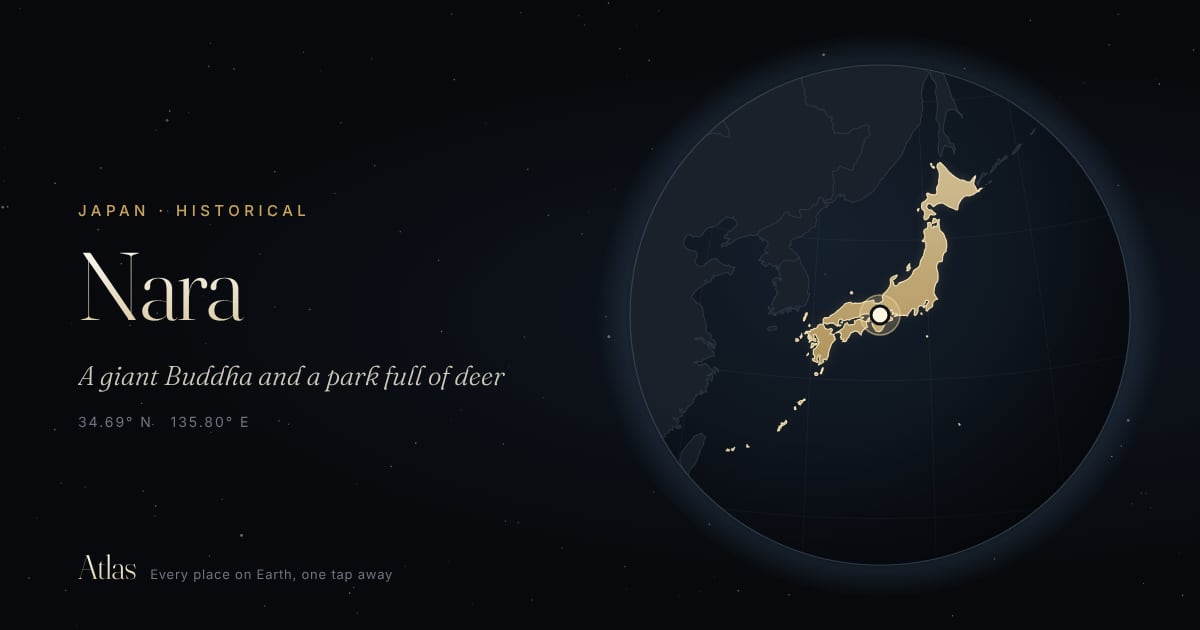 JAPAN · HISTORICAL
Nara
A giant Buddha and a park full of deer
34.69° N 135.80° E
Atlas Every place on Earth, one tap away